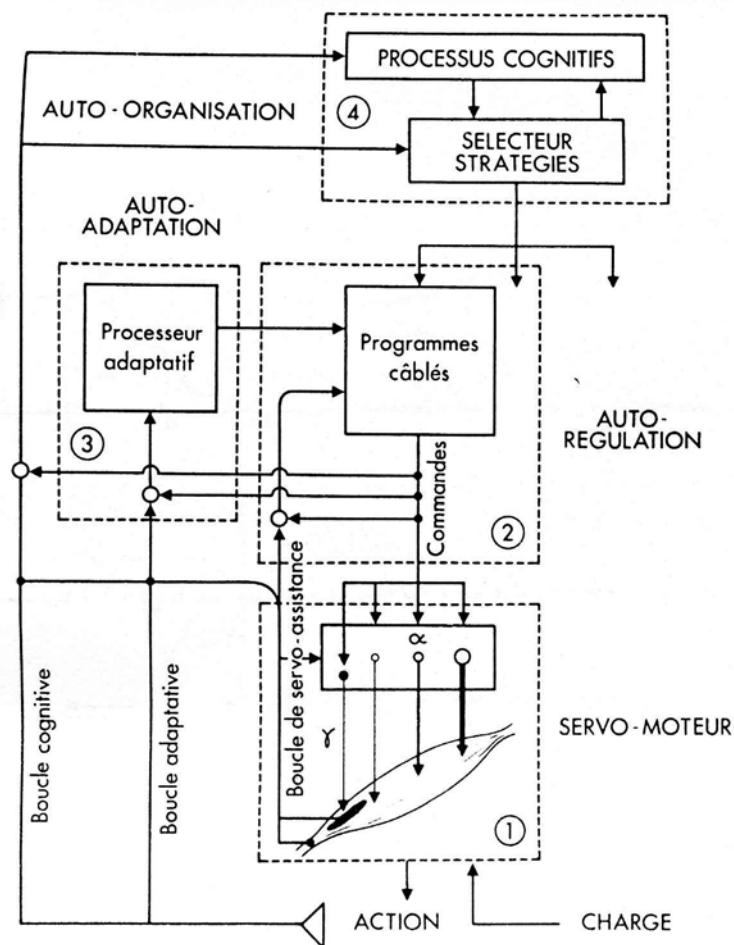 PROCESSUS COGNITIFS
AUTO-ORGANISATION
4
SELECTEUR
STRATÉGIES
AUTO-
ADAPTATION
Processeur
adaptatif
Programmes
câblés
3
AUTO-
REGULATION
Commandes
2
Boucle cognitive
Boucle adaptative
Boucle de servo-assistance
α
γ
SERVO-MOTEUR
1
ACTION
CHARGE